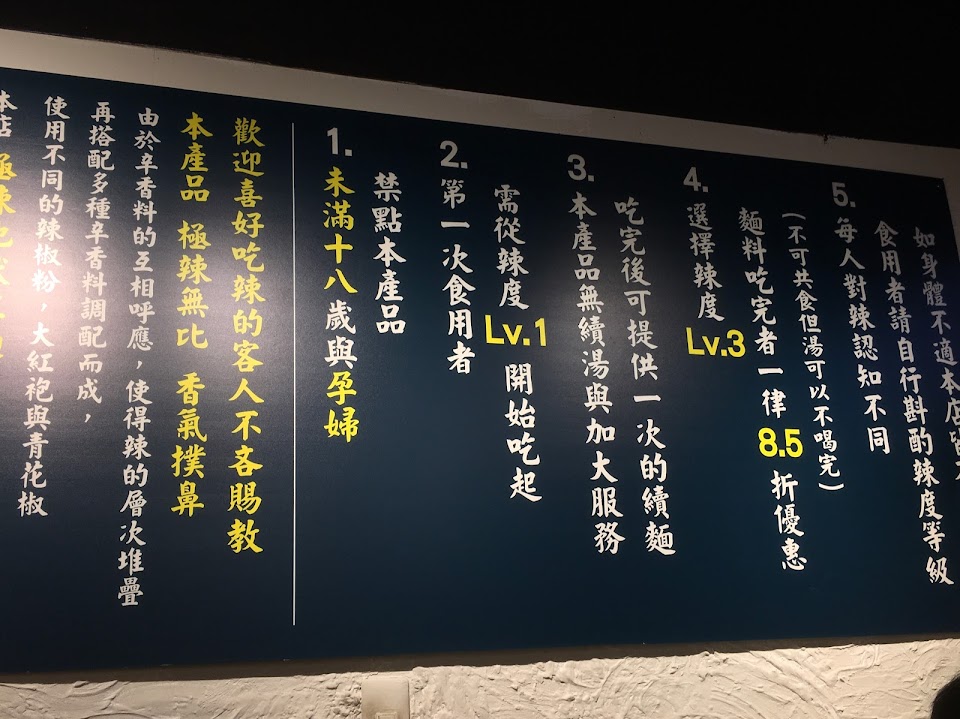 本店 極辣
使用不同的辣椒粉，大紅袍與青花椒
再搭配多種辛香料調配而成，
由於辛香料的互相呼應，使得辣的層次堆疊
本產品 極辣無比 香氣撲鼻
歡迎喜好吃辣的客人不吝賜教
1. 未滿十八歲與孕婦
禁點本產品
2. 第一次食用者
需從辣度 Lv.1 開始吃起
3. 本產品無續湯與加大服務
吃完後可提供一次的續麵
4. 選擇辣度 Lv.3
麵料吃完者一律 8.5 折優惠
(不可共食但湯可以不喝完)
5. 每人對辣認知不同
食用者請自行斟酌辣度等級
如身體不適本店